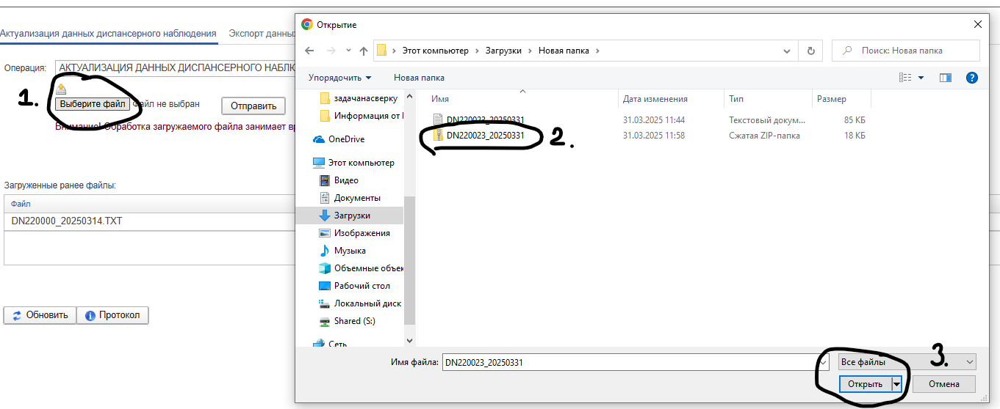 Актуализация данных диспансерного наблюдения Экспорт данных
Операция: АКТУАЛИЗАЦИЯ ДАННЫХ ДИСПАНСЕРНОГО НАБЛЮ
1. Выберите файл Файл не выбран Отправить
Внимание! Обработка загружаемого файла занимает вр
Загруженные ранее файлы:
Файл
DN220000_20250314.TXT
Обновить Протокол
Открытие
Этот компьютер Загрузки Новая папка
Поиск: Новая папка
Упорядочить Новая папка
задачанасверку
Информация от
OneDrive
Этот компьютер
Видео
Документы
Загрузки
Изображения
Музыка
Объемные объек
Рабочий стол
Локальный диск
Shared (S:)
Сеть
Имя Дата изменения Тип Размер
DN220023_20250331 31.03.2025 11:44 Текстовый докум... 85 КБ
DN220023_20250331 2. 31.03.2025 11:58 Сжатая ZIP-папка 18 КБ
Имя файла: DN220023_20250331 Все файлы 3.
Открыть Отмена